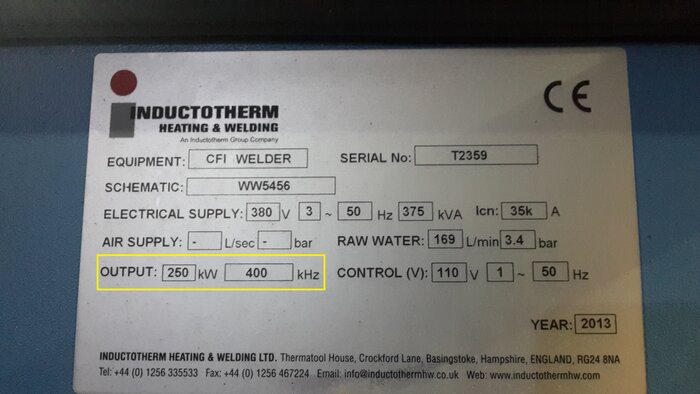 CE
INDUCTOTHERM
HEATING & WELDING
An Inductotherm Group Company
EQUIPMENT: CFI WELDER SERIAL No: T2359
SCHEMATIC: WW5456
ELECTRICAL SUPPLY: 380 V 3 ~ 50 Hz 375 kVA Icn: 35k A
AIR SUPPLY: - L/sec - bar RAW WATER: 169 L/min 3.4 bar
OUTPUT: 250 kW 400 kHz CONTROL (V): 110 V 1 ~ 50 Hz
YEAR: 2013
INDUCTOTHERM HEATING & WELDING LTD. Thermatool House, Crockford Lane, Basingstoke, Hampshire, ENGLAND, RG24 8NA
Tel: +44 (0) 1256 335533 Fax: +44 (0) 1256 467224 Email: info@inductothermhw.co.uk Web: www.inductothermhw.com